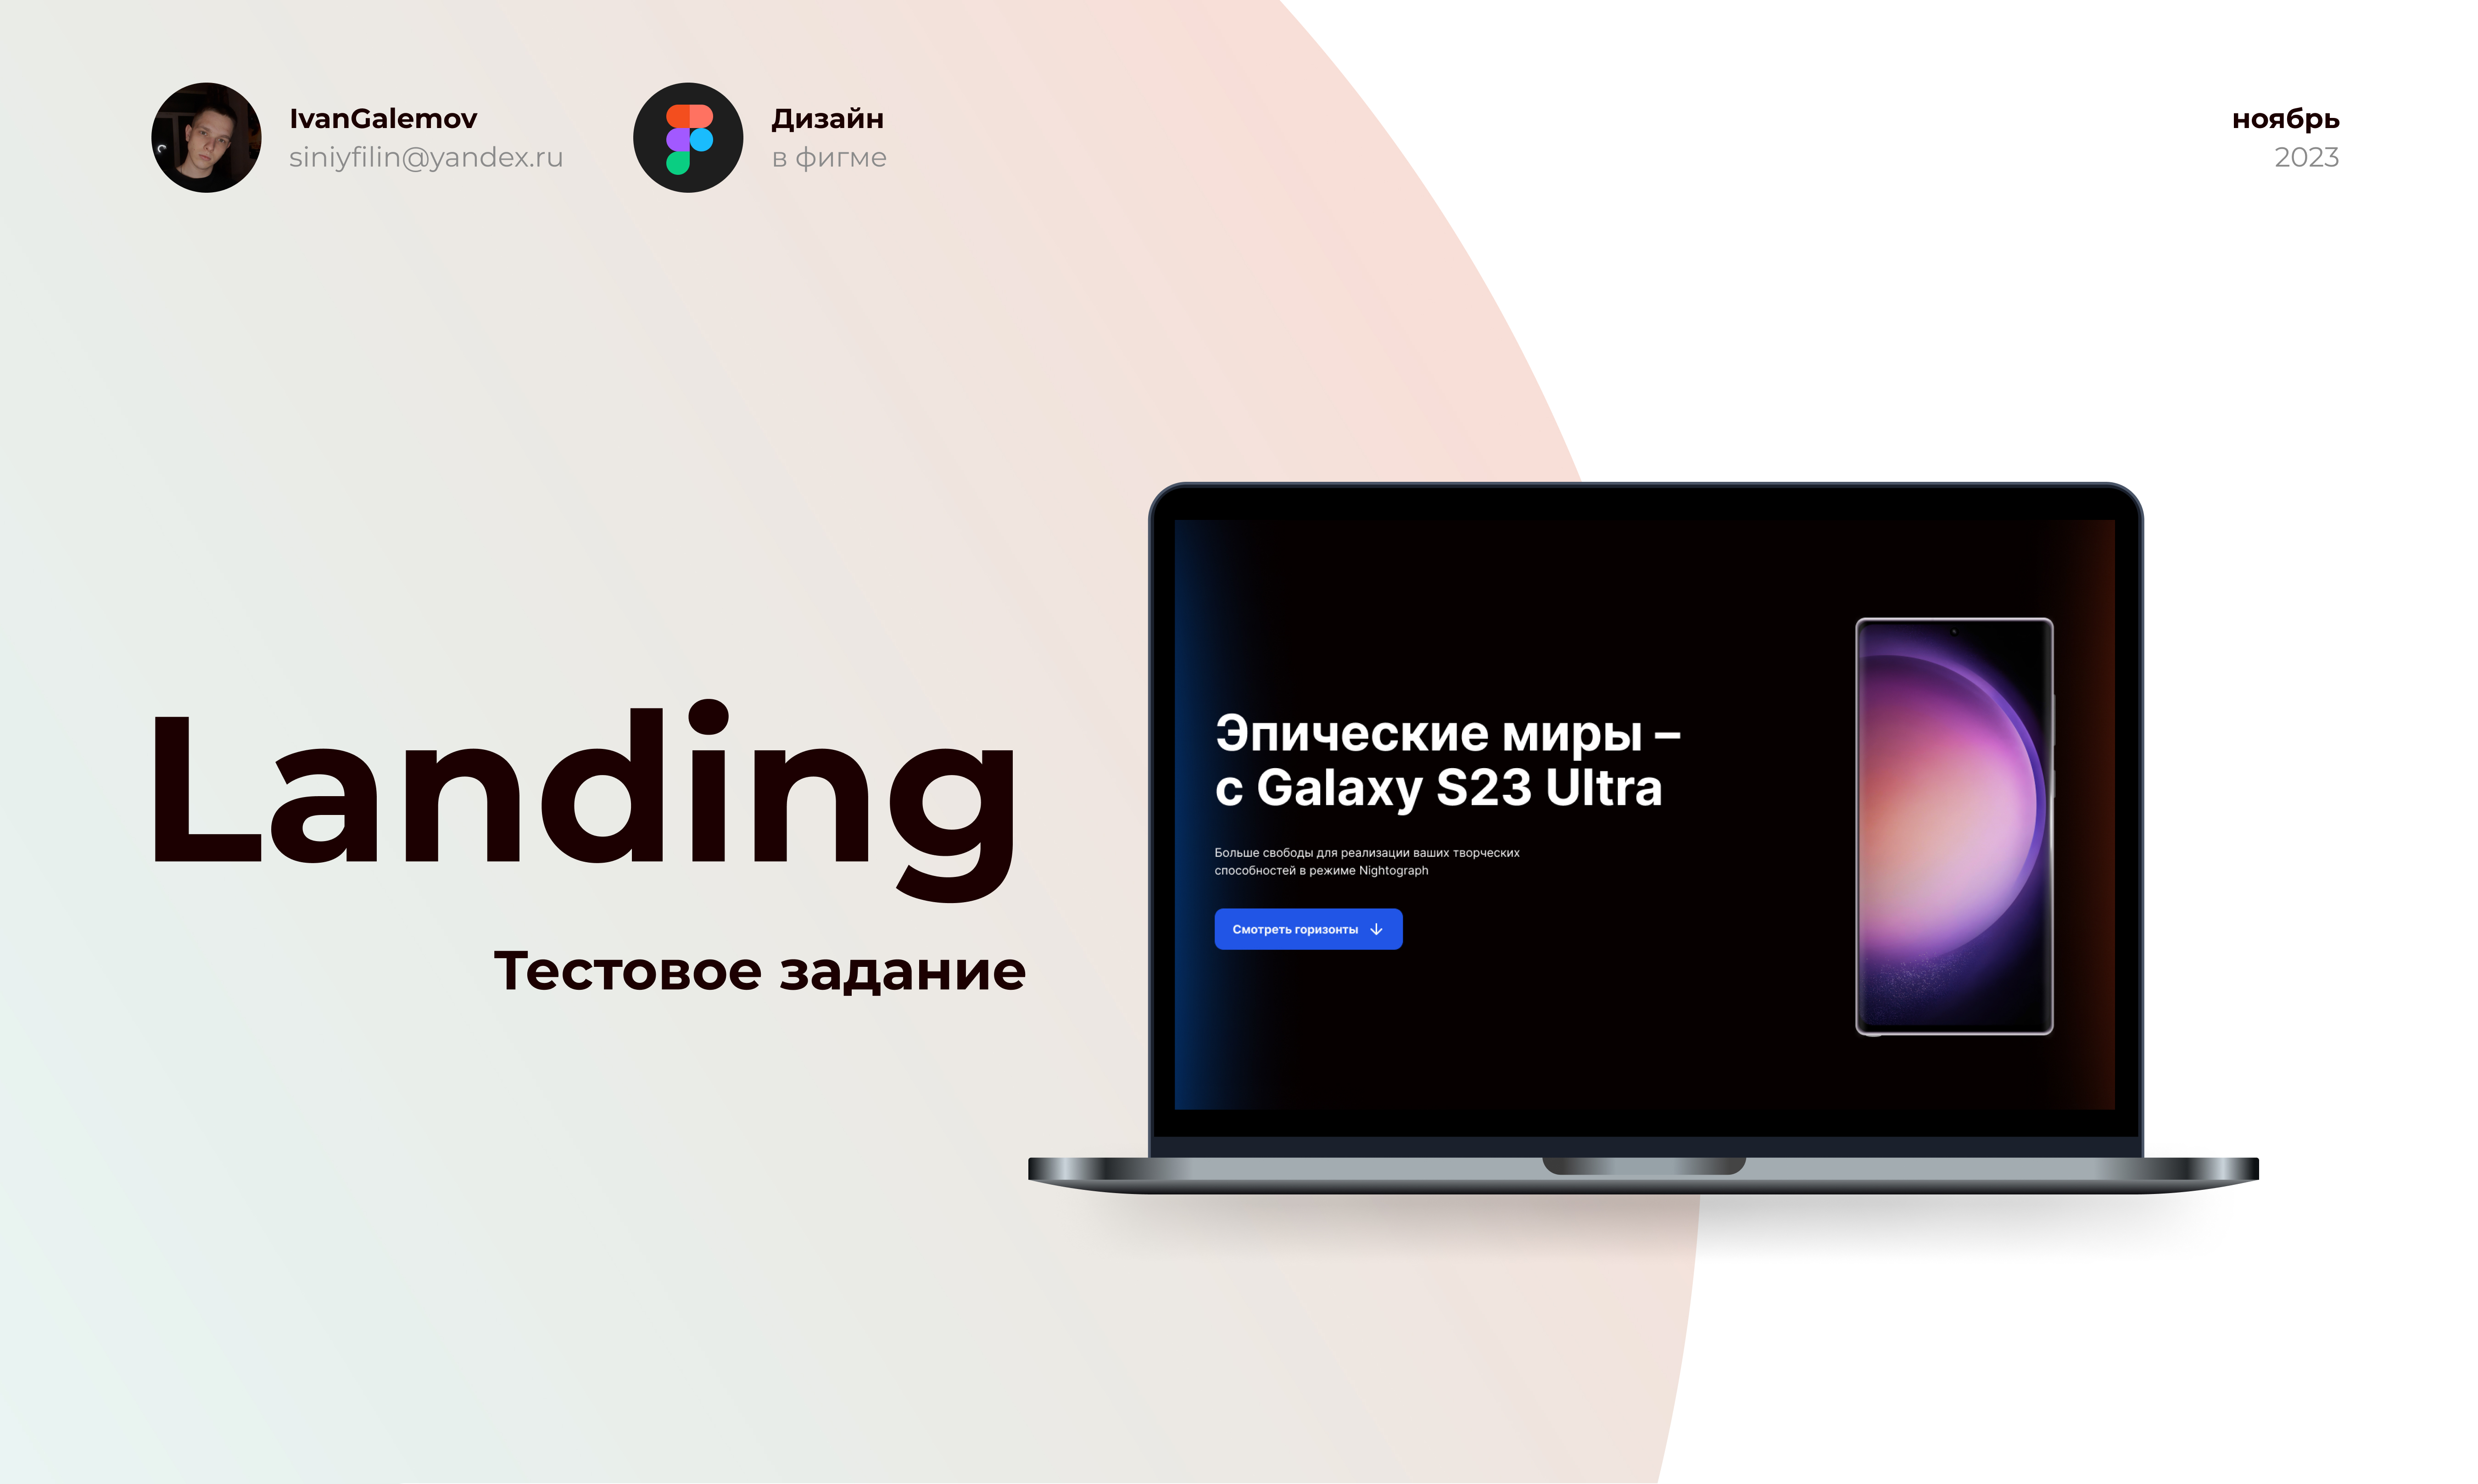 IvanGalemov
siniyfilin@yandex.ru
Дизайн
в фигме
ноябрь
2023
Landing
Тестовое задание
Эпические миры –
с Galaxy S23 Ultra
Больше свободы для реализации ваших творческих
способностей в режиме Nightograph
Смотреть горизонты